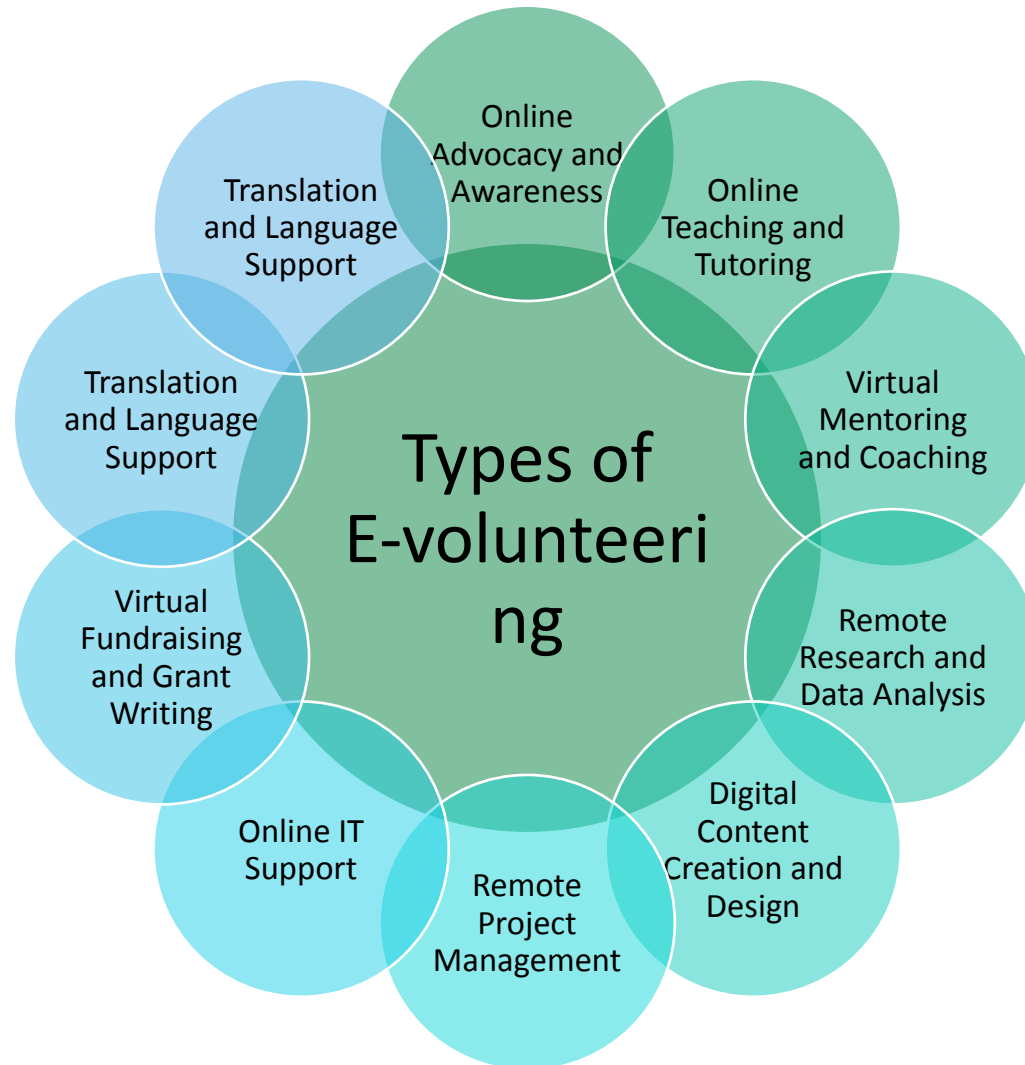 Types of
E-volunteeri
ng
Online
Advocacy and
Awareness
Online
Teaching and
Tutoring
Virtual
Mentoring
and Coaching
Remote
Research and
Data Analysis
Digital
Content
Creation and
Design
Remote
Project
Management
Online IT
Support
Virtual
Fundraising
and Grant
Writing
Translation
and Language
Support
Translation
and Language
Support